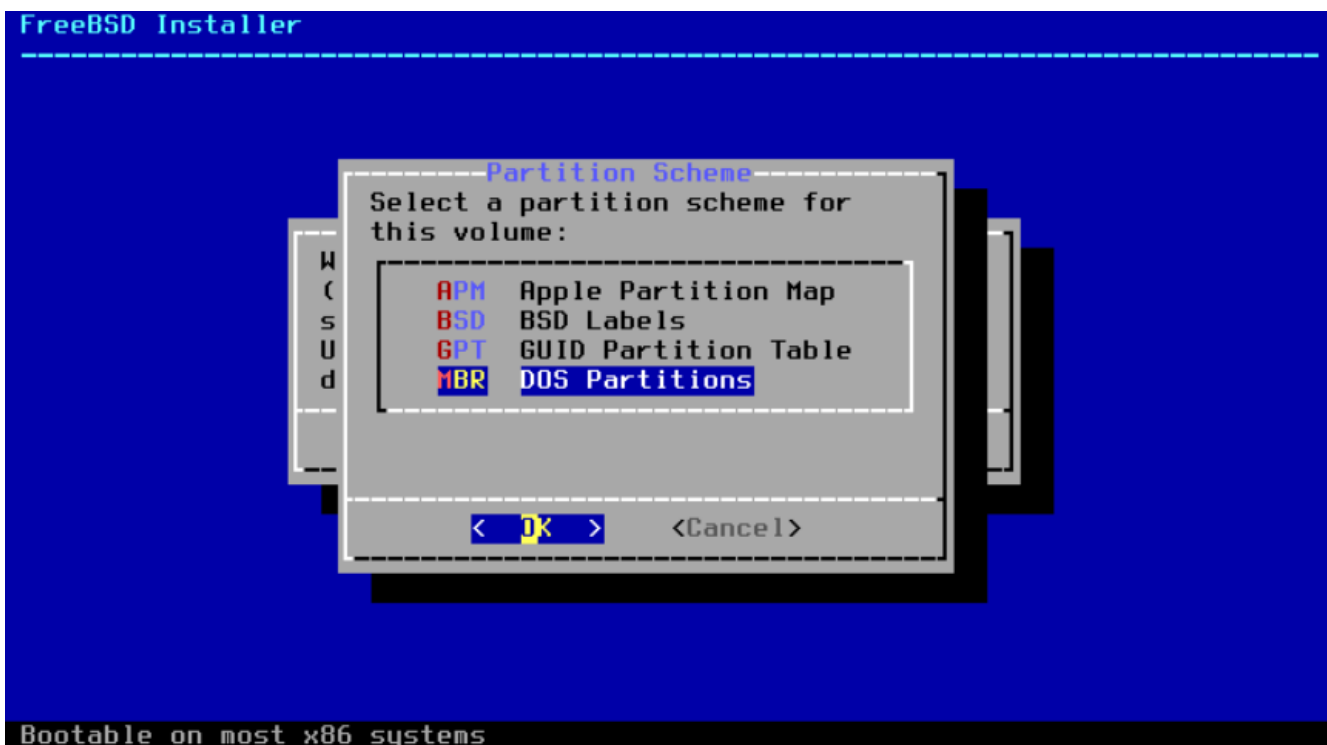 FreeBSD Installer
Partition Scheme
Select a partition scheme for
this volume:
W
(
s
U
d
APM Apple Partition Map
BSD BSD Labels
GPT GUID Partition Table
MBR DOS Partitions
< OK > <Cancel>
Bootable on most x86 systems